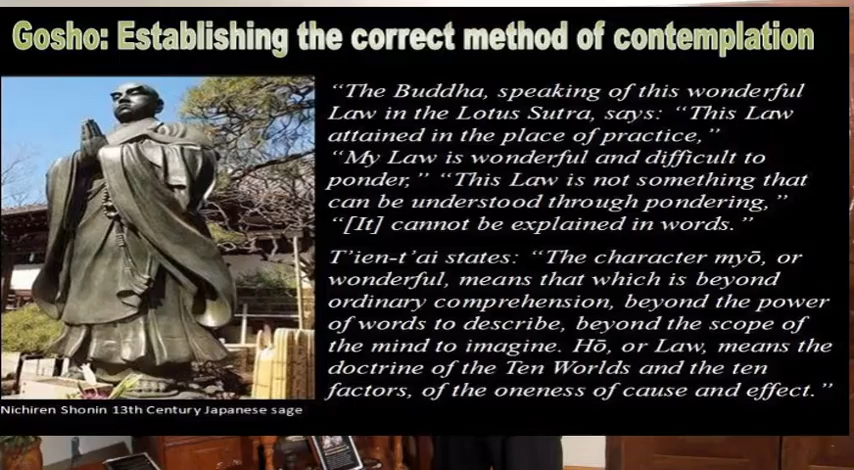 Gosho: Establishing the correct method of contemplation
“The Buddha, speaking of this wonderful
Law in the Lotus Sutra, says: “This Law
attained in the place of practice,”
“My Law is wonderful and difficult to
ponder,” “This Law is not something that
can be understood through pondering,”
“[It] cannot be explained in words.”
T’ien-t’ai states: “The character myō, or
wonderful, means that which is beyond
ordinary comprehension, beyond the power
of words to describe, beyond the scope of
the mind to imagine. Hō, or Law, means the
doctrine of the Ten Worlds and the ten
factors, of the oneness of cause and effect.”
Nichiren Shonin 13th Century Japanese sage